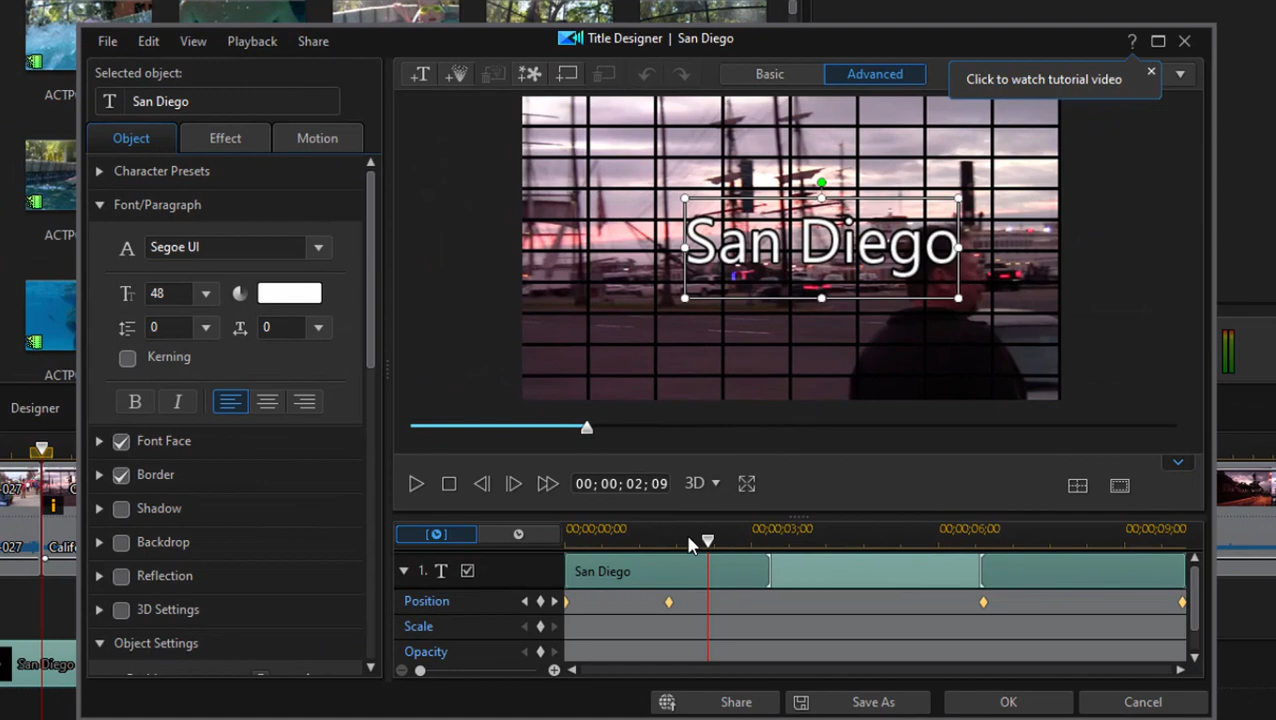 File Edit View Playback Share
Title Designer | San Diego
?
Selected object:
T San Diego
Basic Advanced
Click to watch tutorial video
Object Effect Motion
Character Presets
Font/Paragraph
A Segoe UI
48
0 0
Kerning
B I
Font Face
Border
Shadow
Backdrop
Reflection
3D Settings
Object Settings
San Diego
00;00;02;09 3D
00;00;00;00 00;00;03;00 00;00;06;00 00;00;09;00
1. T San Diego
Position
Scale
Opacity
Share Save As OK Cancel
ACTP
ACTP
ACTP
Designer
-027
-027 Calif
San Diego